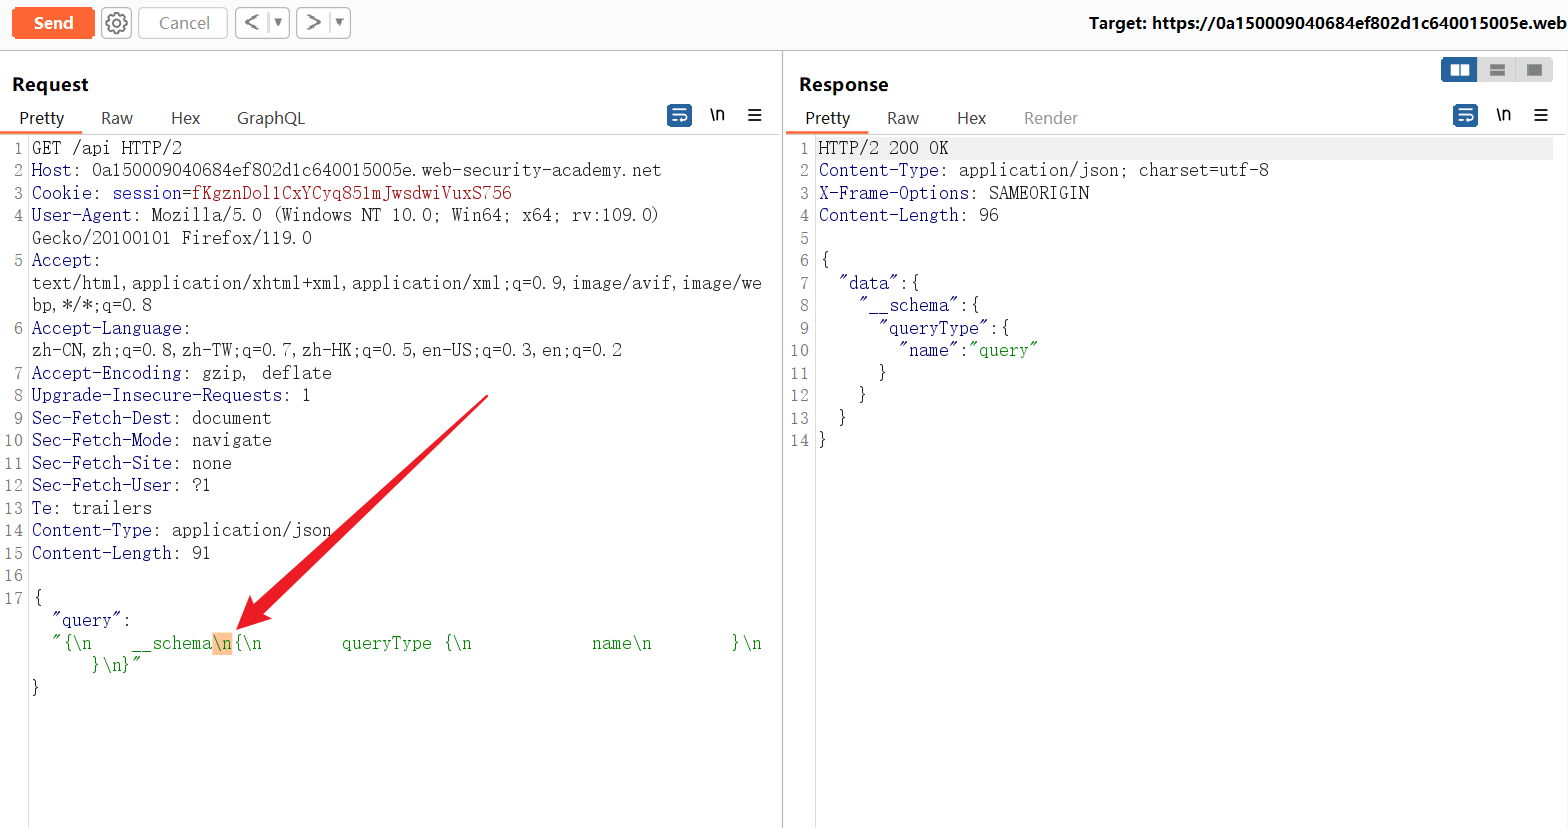 Send Cancel < ▼ > ▼ Target: https://0a150009040684ef802d1c640015005e.web
Request
Pretty Raw Hex GraphQL \n
1 GET /api HTTP/2
2 Host: 0a150009040684ef802d1c640015005e.web-security-academy.net
3 Cookie: session=fKgznDol1CxYCyq851mJwsdwiVuxS756
4 User-Agent: Mozilla/5.0 (Windows NT 10.0; Win64; x64; rv:109.0)
Gecko/20100101 Firefox/119.0
5 Accept:
text/html,application/xhtml+xml,application/xml;q=0.9,image/avif,image/we
bp,*/*;q=0.8
6 Accept-Language:
zh-CN,zh;q=0.8,zh-TW;q=0.7,zh-HK;q=0.5,en-US;q=0.3,en;q=0.2
7 Accept-Encoding: gzip, deflate
8 Upgrade-Insecure-Requests: 1
9 Sec-Fetch-Dest: document
10 Sec-Fetch-Mode: navigate
11 Sec-Fetch-Site: none
12 Sec-Fetch-User: ?1
13 Te: trailers
14 Content-Type: application/json
15 Content-Length: 91
16
17 {
"query":
"{\n    __schema\n{\n        queryType {\n            name\n        }\n
}\n}"
}
Response
Pretty Raw Hex Render \n
1 HTTP/2 200 OK
2 Content-Type: application/json; charset=utf-8
3 X-Frame-Options: SAMEORIGIN
4 Content-Length: 96
5
6 {
7 "data":{
8 "__schema":{
9 "queryType":{
10 "name":"query"
11 }
12 }
13 }
14 }